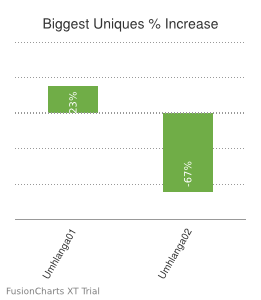 Biggest Uniques % Increase
23%
-67%
Umhlanga01
Umhlanga02
FusionCharts XT Trial